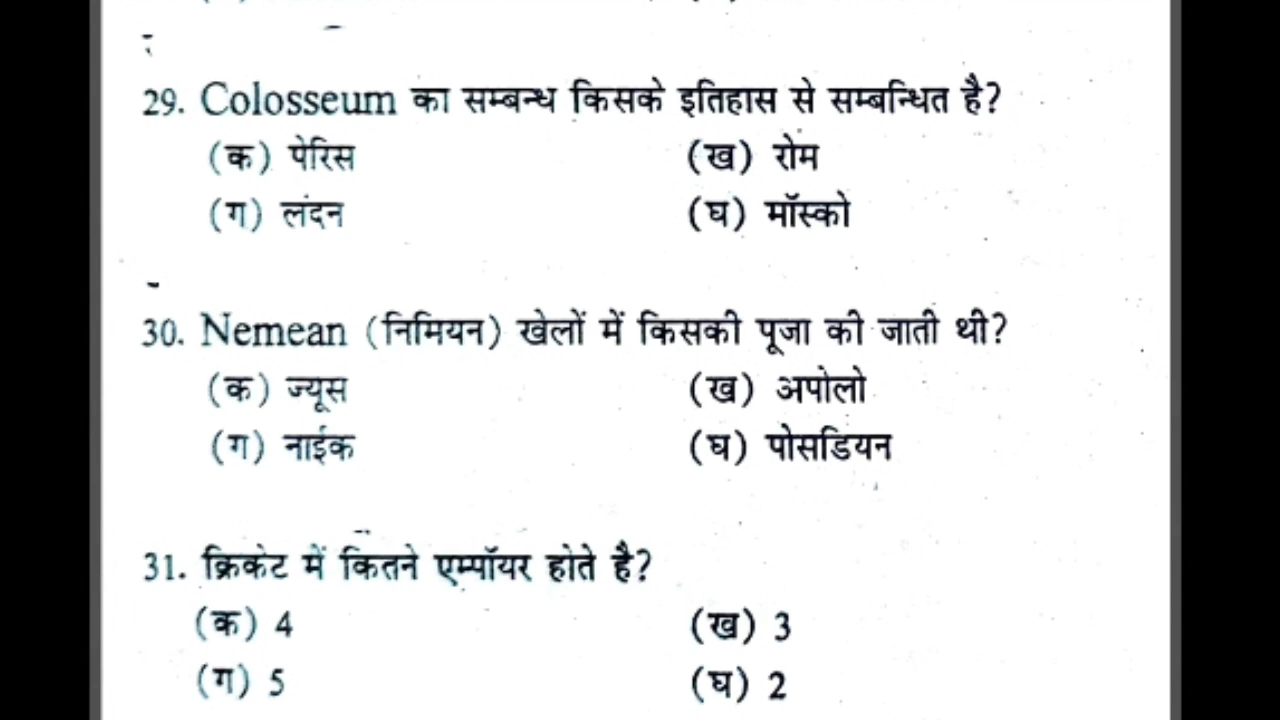 29. Colosseum का सम्बन्ध किसके इतिहास से सम्बन्धित है?
(क) पेरिस (ख) रोम
(ग) लंदन (घ) मॉस्को
30. Nemean (निमियन) खेलों में किसकी पूजा की जाती थी?
(क) ज्यूस (ख) अपोलो
(ग) नाईक (घ) पोसडियन
31. क्रिकेट में कितने एम्पॉयर होते है?
(क) 4 (ख) 3
(ग) 5 (घ) 2